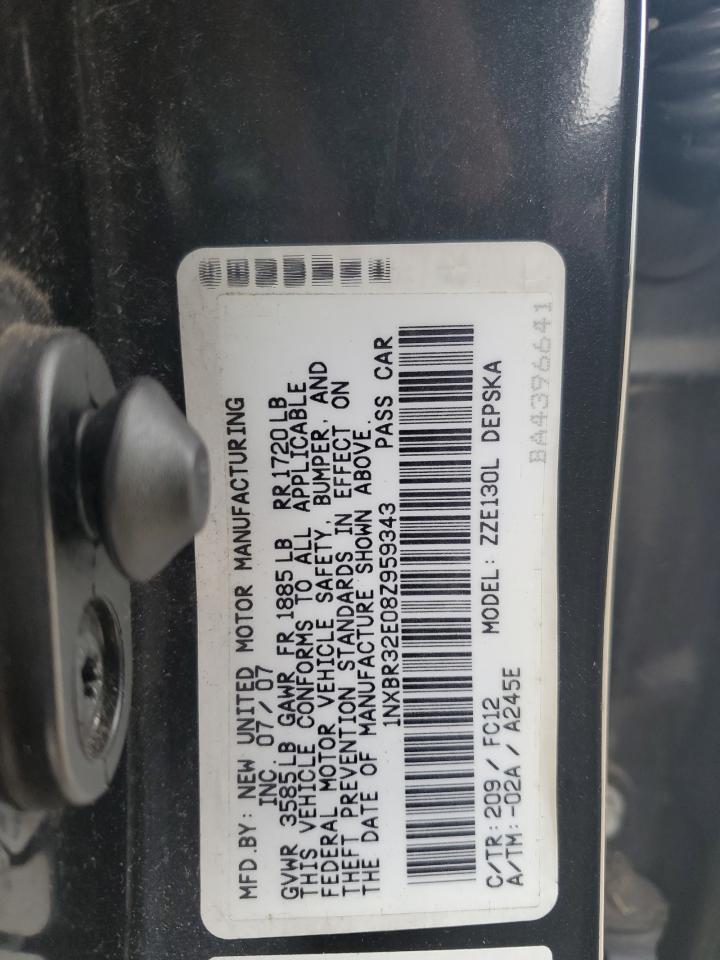 MFD.BY: NEW UNITED MOTOR MANUFACTURING
INC. 07/07
GVWR 3585LB GAWR FR 1885LB RR1720LB
THIS VEHICLE CONFORMS TO ALL APPLICABLE
FEDERAL MOTOR VEHICLE SAFETY, BUMPER, AND
THEFT PREVENTION STANDARDS IN EFFECT ON
THE DATE OF MANUFACTURE SHOWN ABOVE.
1NXBR32E08Z959343 PASS CAR
C/TR: 209 / FC12 MODEL: ZZE130L DEPSKA
A/TM: -02A / A245E
BA4396641